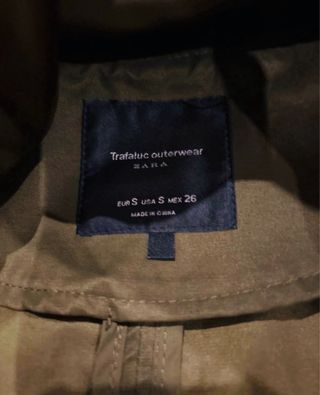 Trafaluc outerwear
ZARA
EUR S USA S MEX 26
MADE IN CHINA